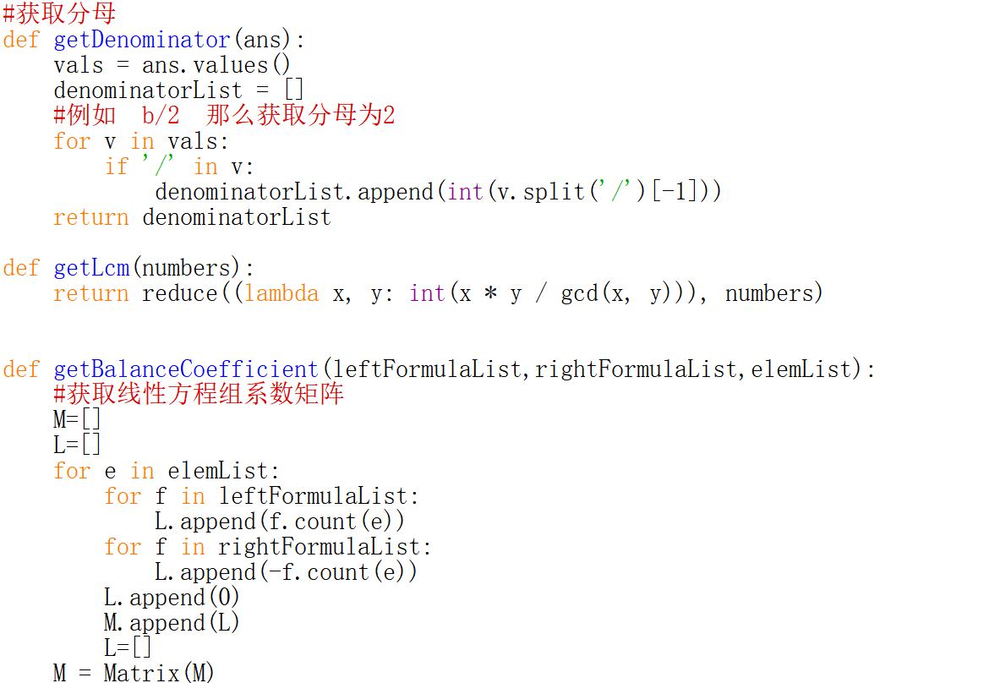 #获取分母
def getDenominator(ans):
    vals = ans.values()
    denominatorList = []
    #例如  b/2  那么获取分母为2
    for v in vals:
        if '/' in v:
            denominatorList.append(int(v.split('/')[-1]))
    return denominatorList

def getLcm(numbers):
    return reduce((lambda x, y: int(x * y / gcd(x, y))), numbers)


def getBalanceCoefficient(leftFormulaList,rightFormulaList,elemList):
    #获取线性方程组系数矩阵
    M=[]
    L=[]
    for e in elemList:
        for f in leftFormulaList:
            L.append(f.count(e))
        for f in rightFormulaList:
            L.append(-f.count(e))
        L.append(0)
        M.append(L)
        L=[]
    M = Matrix(M)